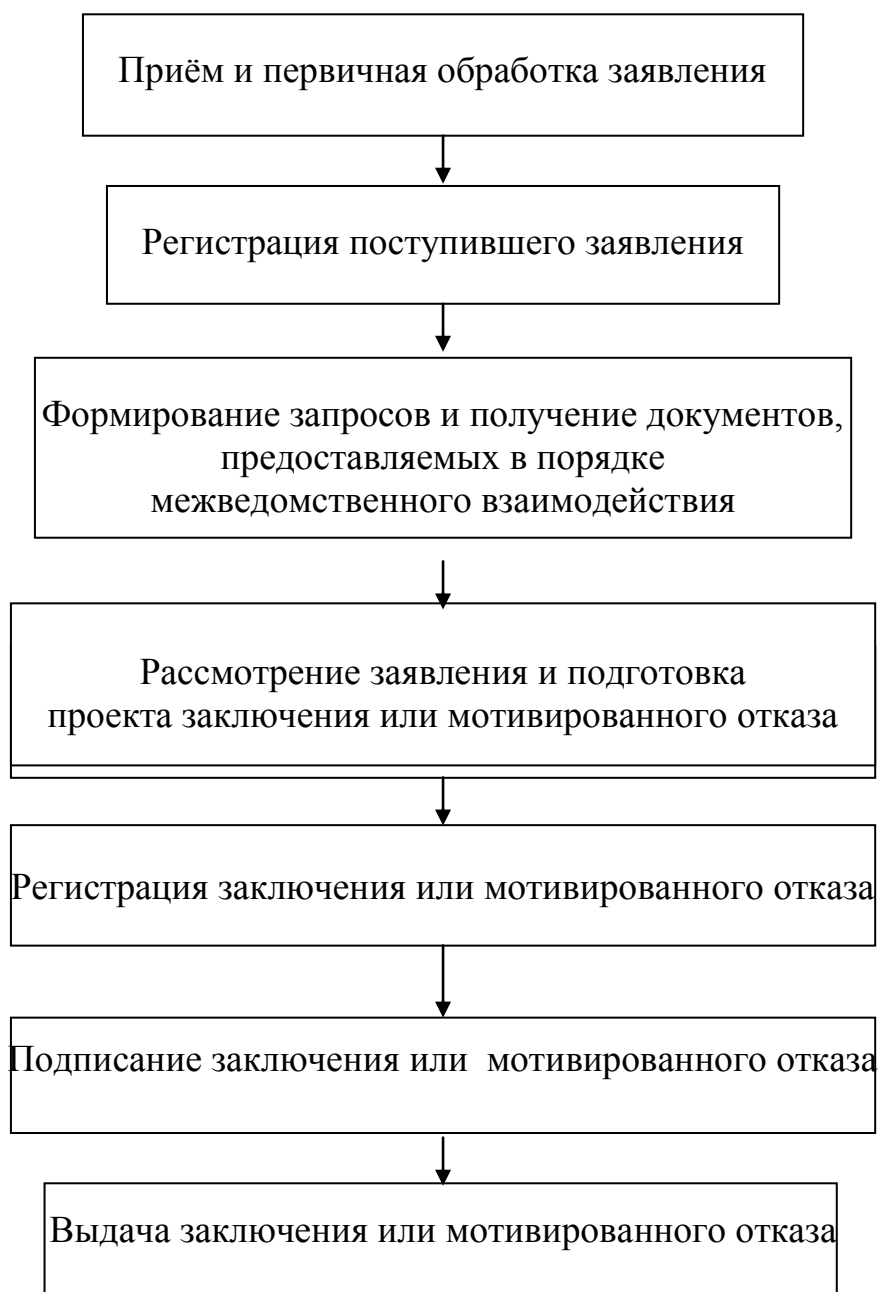 Приём и первичная обработка заявления
Регистрация поступившего заявления
Формирование запросов и получение документов,
предоставляемых в порядке
межведомственного взаимодействия
Рассмотрение заявления и подготовка
проекта заключения или мотивированного отказа
Регистрация заключения или мотивированного отказа
Подписание заключения или  мотивированного отказа
Выдача заключения или мотивированного отказа